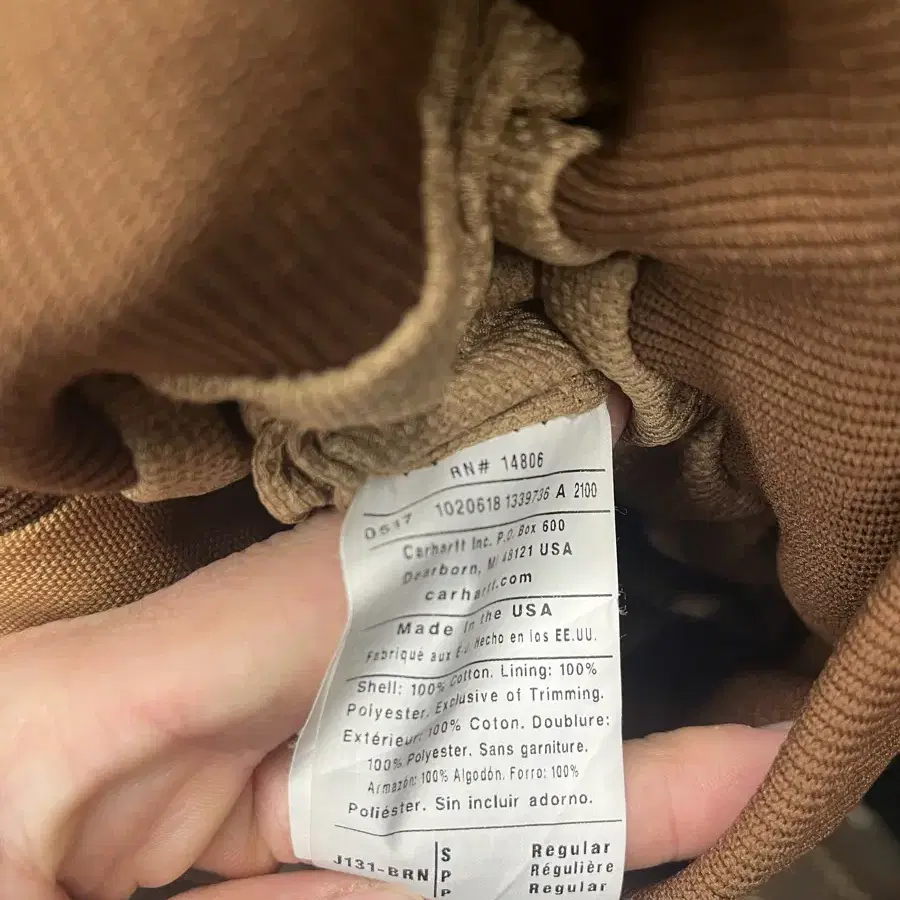 RN# 14806
0517 1020618 1339736 A 2100
Carhartt Inc. P.O. Box 600
Dearborn, MI 48121 USA
carhartt.com
Made in the USA
Fabriqué aux É-U. Hecho en los EE.UU.
Shell: 100% Cotton. Lining: 100%
Polyester. Exclusive of Trimming.
Extérieur: 100% Coton. Doublure:
100% Polyester. Sans garniture.
Armazón: 100% Algodón. Forro: 100%
Poliéster. Sin incluir adorno.
S Regular
J131-BRN P Régulière
P Regular